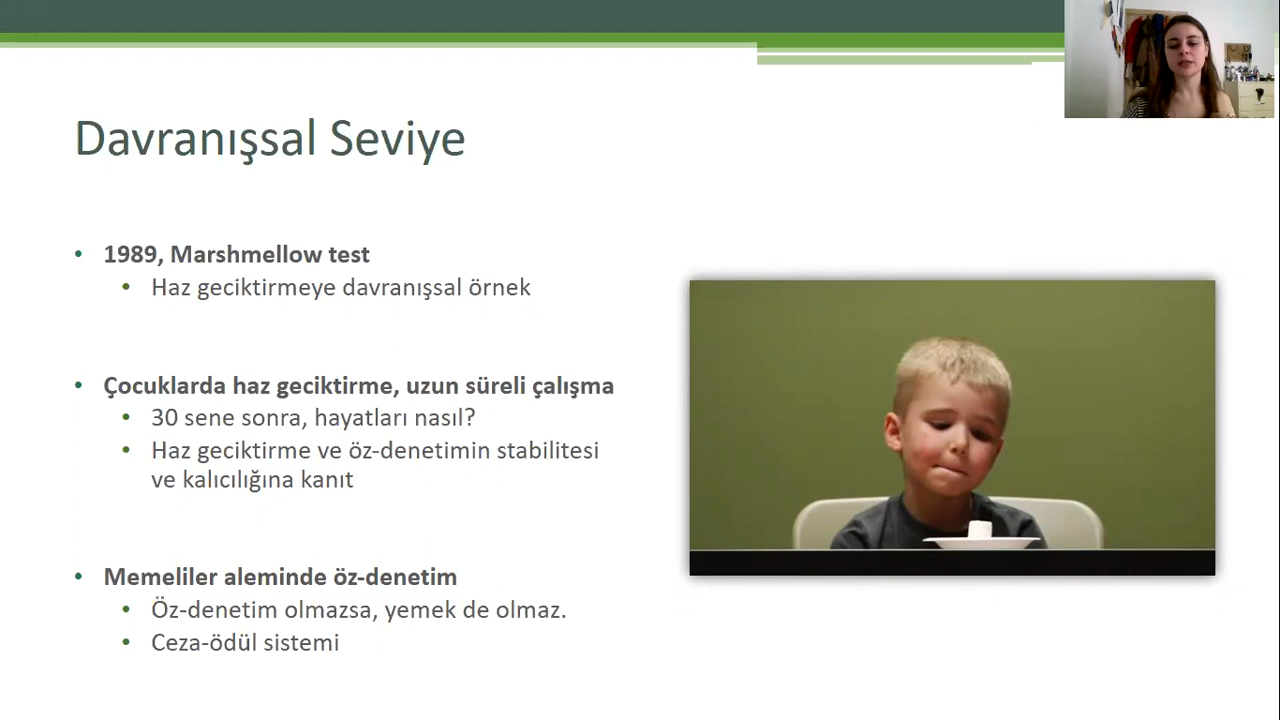 Davranışsal Seviye
• 1989, Marshmellow test
• Haz geciktirmeye davranışsal örnek
• Çocuklarda haz geciktirme, uzun süreli çalışma
• 30 sene sonra, hayatları nasıl?
• Haz geciktirme ve öz-denetimin stabilitesi
ve kalıcılığına kanıt
• Memeliler aleminde öz-denetim
• Öz-denetim olmazsa, yemek de olmaz.
• Ceza-ödül sistemi